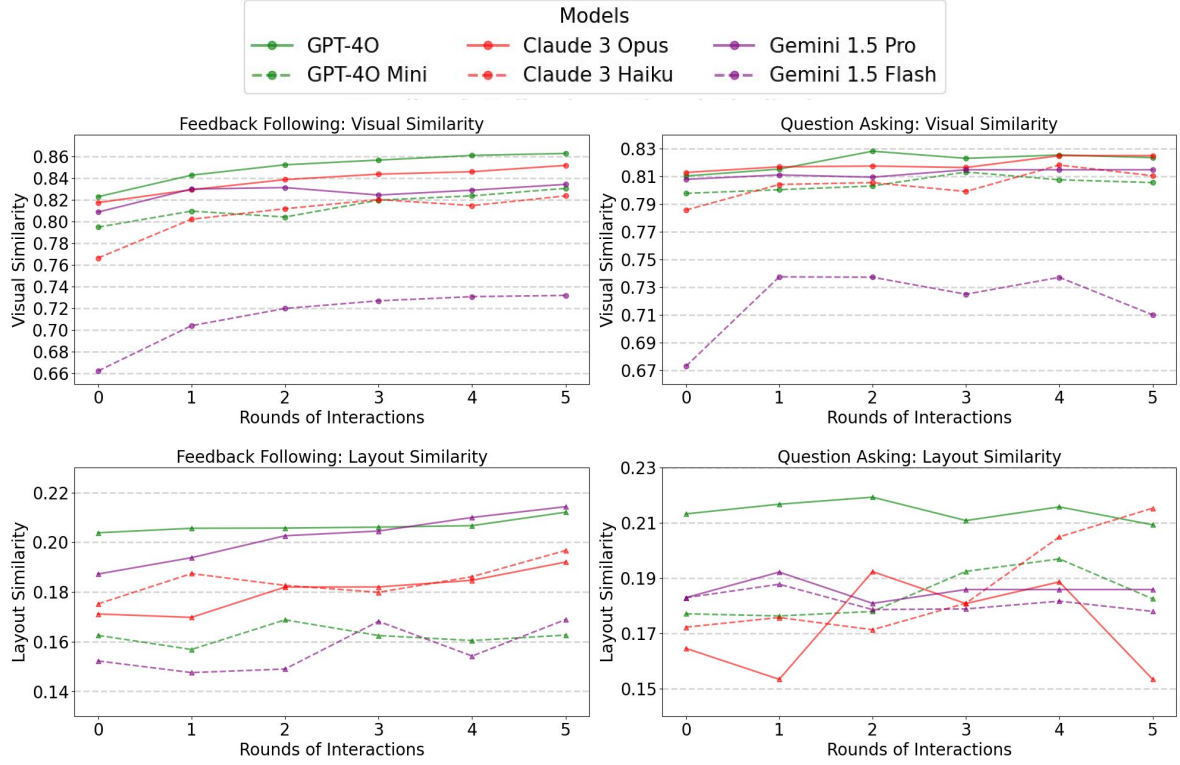 Models
GPT-4O
Claude 3 Opus
Gemini 1.5 Pro
GPT-4O Mini
Claude 3 Haiku
Gemini 1.5 Flash
Feedback Following: Visual Similarity
Visual Similarity
0.86
0.84
0.82
0.80
0.78
0.76
0.74
0.72
0.70
0.68
0.66
0 1 2 3 4 5
Rounds of Interactions
Question Asking: Visual Similarity
Visual Similarity
0.83
0.81
0.79
0.77
0.75
0.73
0.71
0.69
0.67
0 1 2 3 4 5
Rounds of Interactions
Feedback Following: Layout Similarity
Layout Similarity
0.22
0.20
0.18
0.16
0.14
0 1 2 3 4 5
Rounds of Interactions
Question Asking: Layout Similarity
Layout Similarity
0.23
0.21
0.19
0.17
0.15
0 1 2 3 4 5
Rounds of Interactions